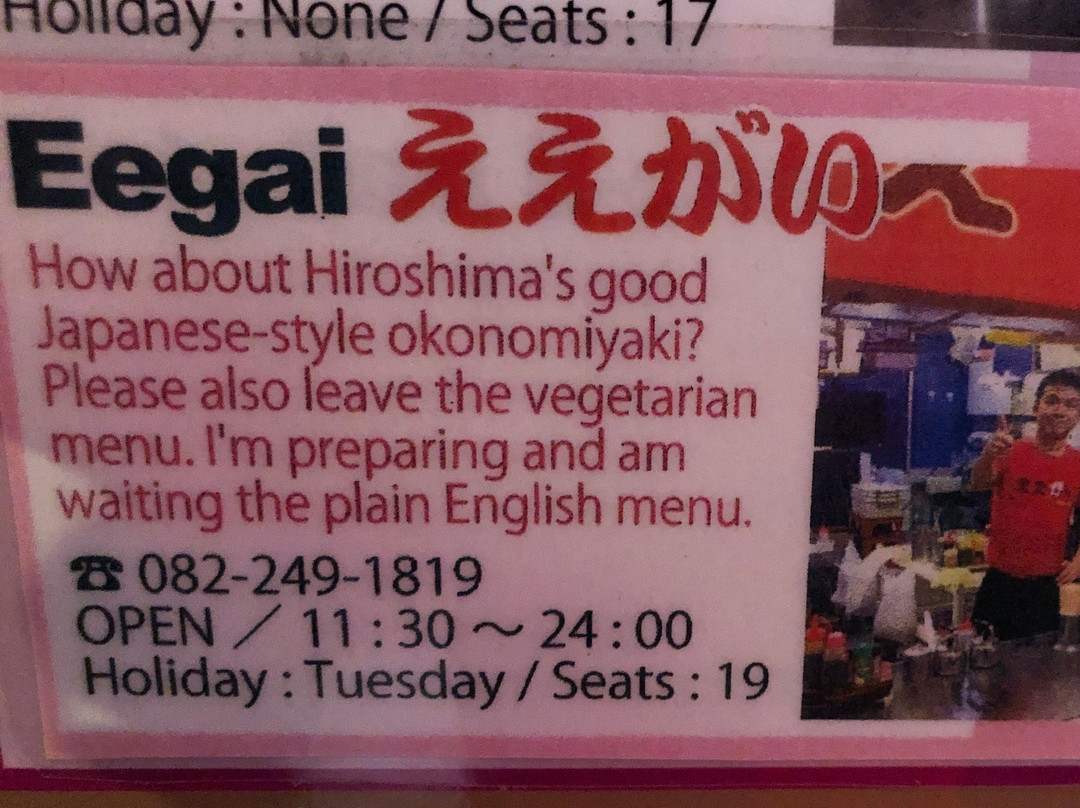 Holiday : None / Seats : 17
Eegai ええがい
How about Hiroshima's good
Japanese-style okonomiyaki?
Please also leave the vegetarian
menu. I'm preparing and am
waiting the plain English menu.
☎ 082-249-1819
OPEN ／ 11 : 30 〜 24 : 00
Holiday : Tuesday / Seats : 19